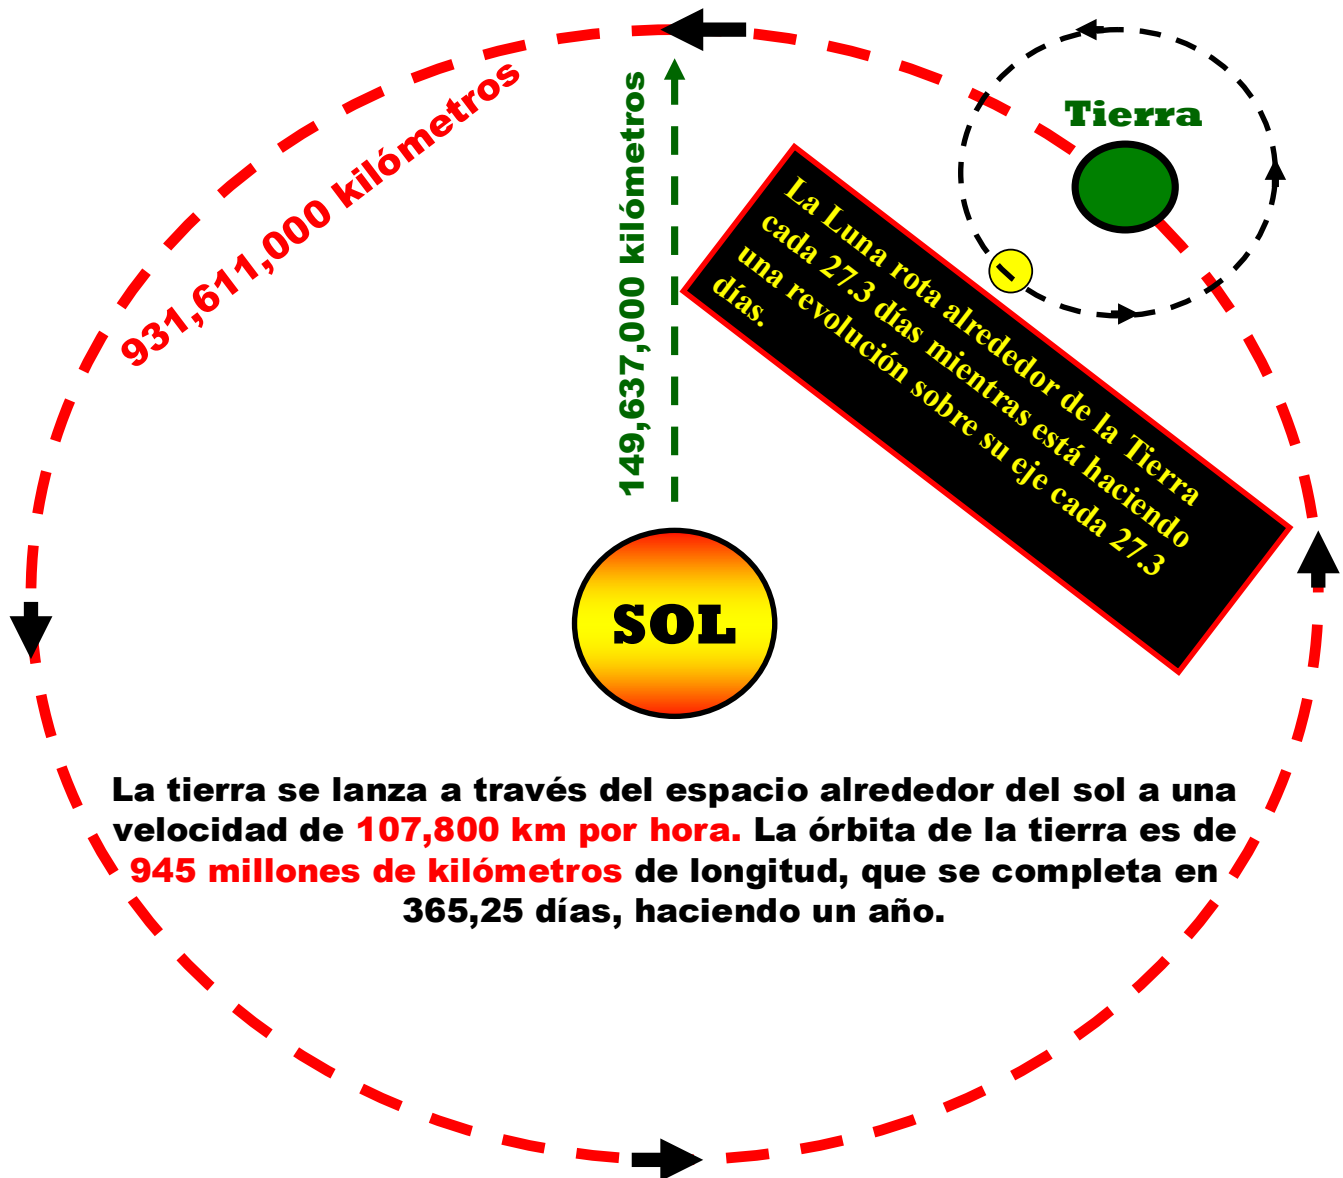 931,611,000 kilómetros
149,637,000 kilómetros
Tierra
La Luna rota alrededor de la Tierra
cada 27.3 días mientras está haciendo
una revolución sobre su eje cada 27.3
días.
SOL
La tierra se lanza a través del espacio alrededor del sol a una
velocidad de 107,800 km por hora. La órbita de la tierra es de
945 millones de kilómetros de longitud, que se completa en
365,25 días, haciendo un año.